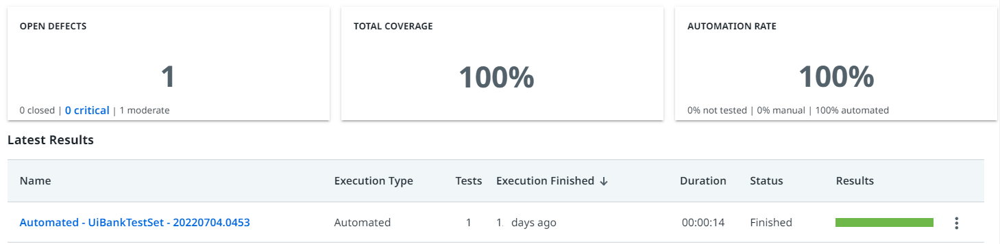 OPEN DEFECTS
1
0 closed | 0 critical | 1 moderate
TOTAL COVERAGE
100%
AUTOMATION RATE
100%
0% not tested | 0% manual | 100% automated
Latest Results
Name Execution Type Tests Execution Finished ↓ Duration Status Results
Automated - UiBankTestSet - 20220704.0453 Automated 1 1 days ago 00:00:14 Finished